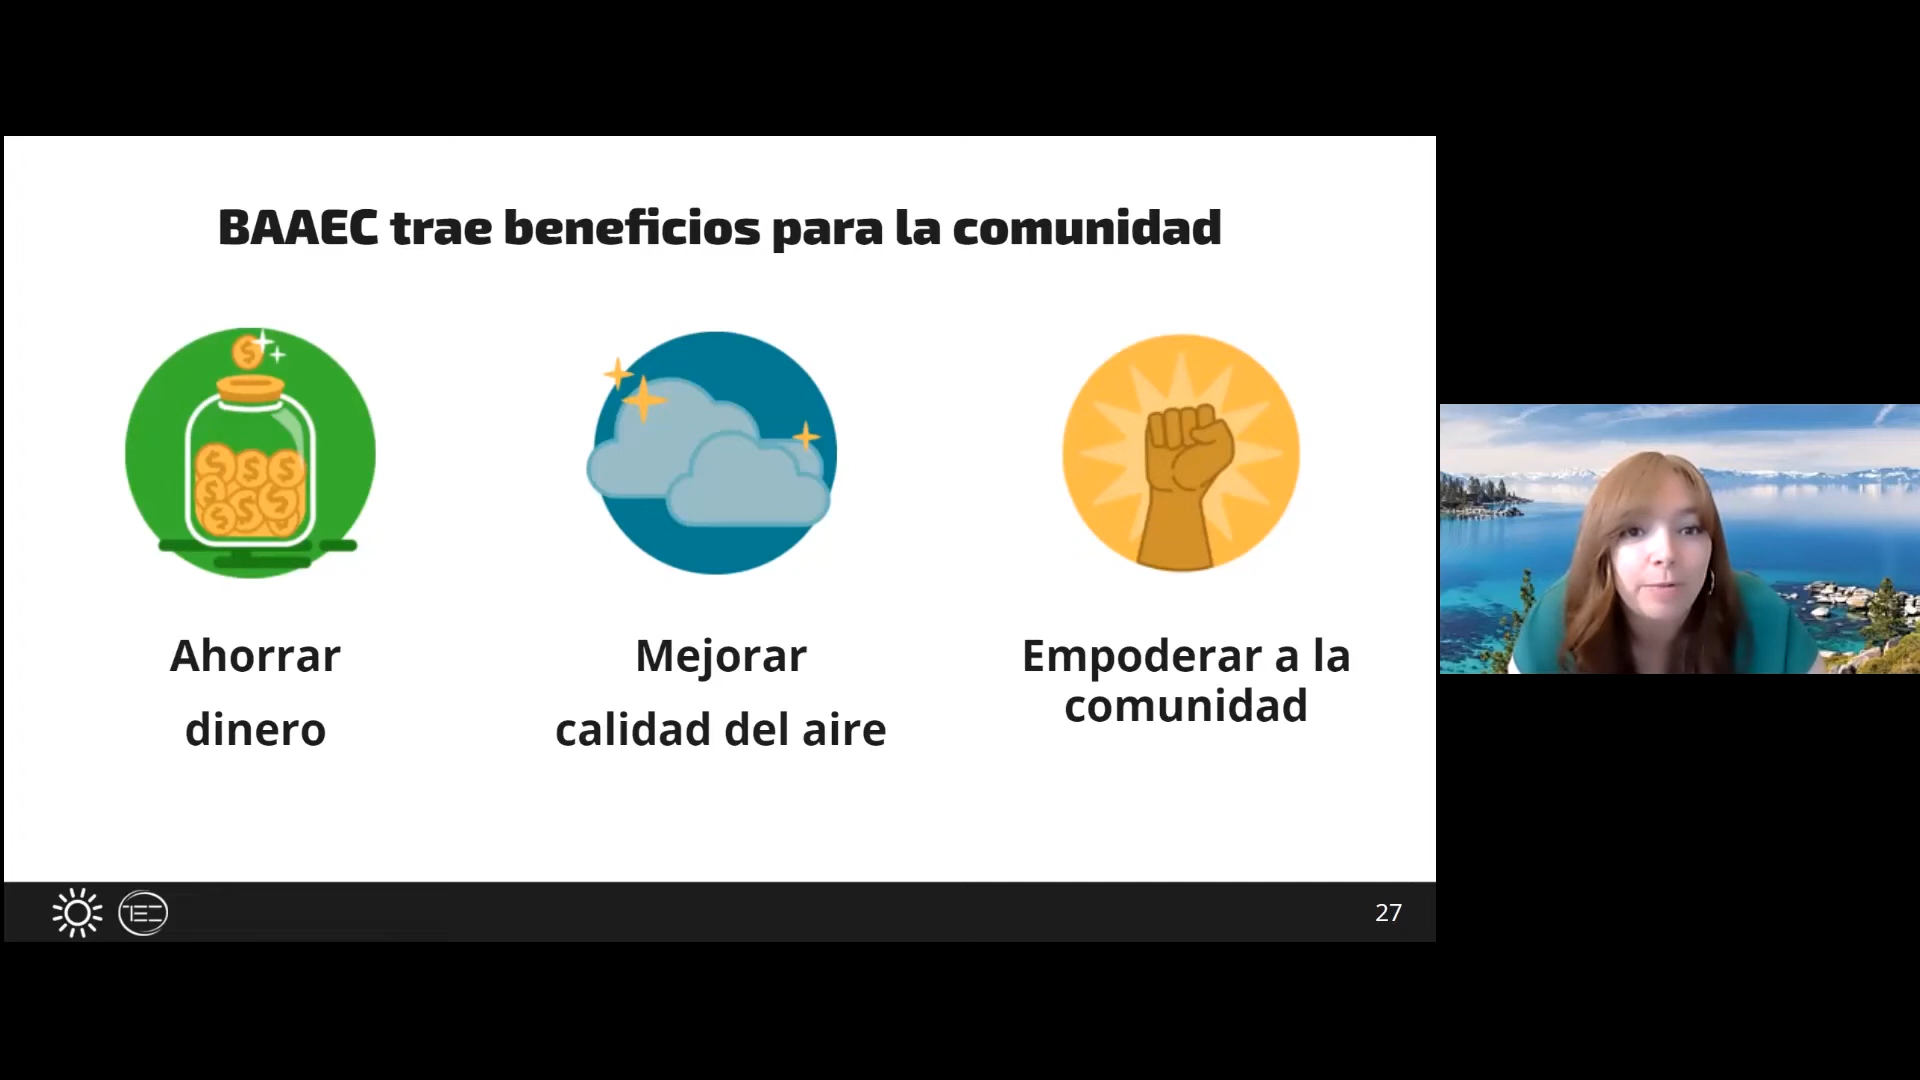 BAAEC trae beneficios para la comunidad
Ahorrar
dinero
Mejorar
calidad del aire
Empoderar a la
comunidad
27